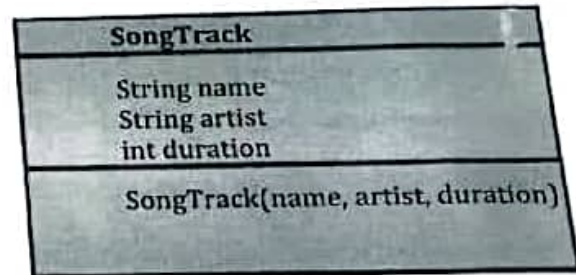 SongTrack
String name
String artist
int duration
SongTrack(name, artist, duration)